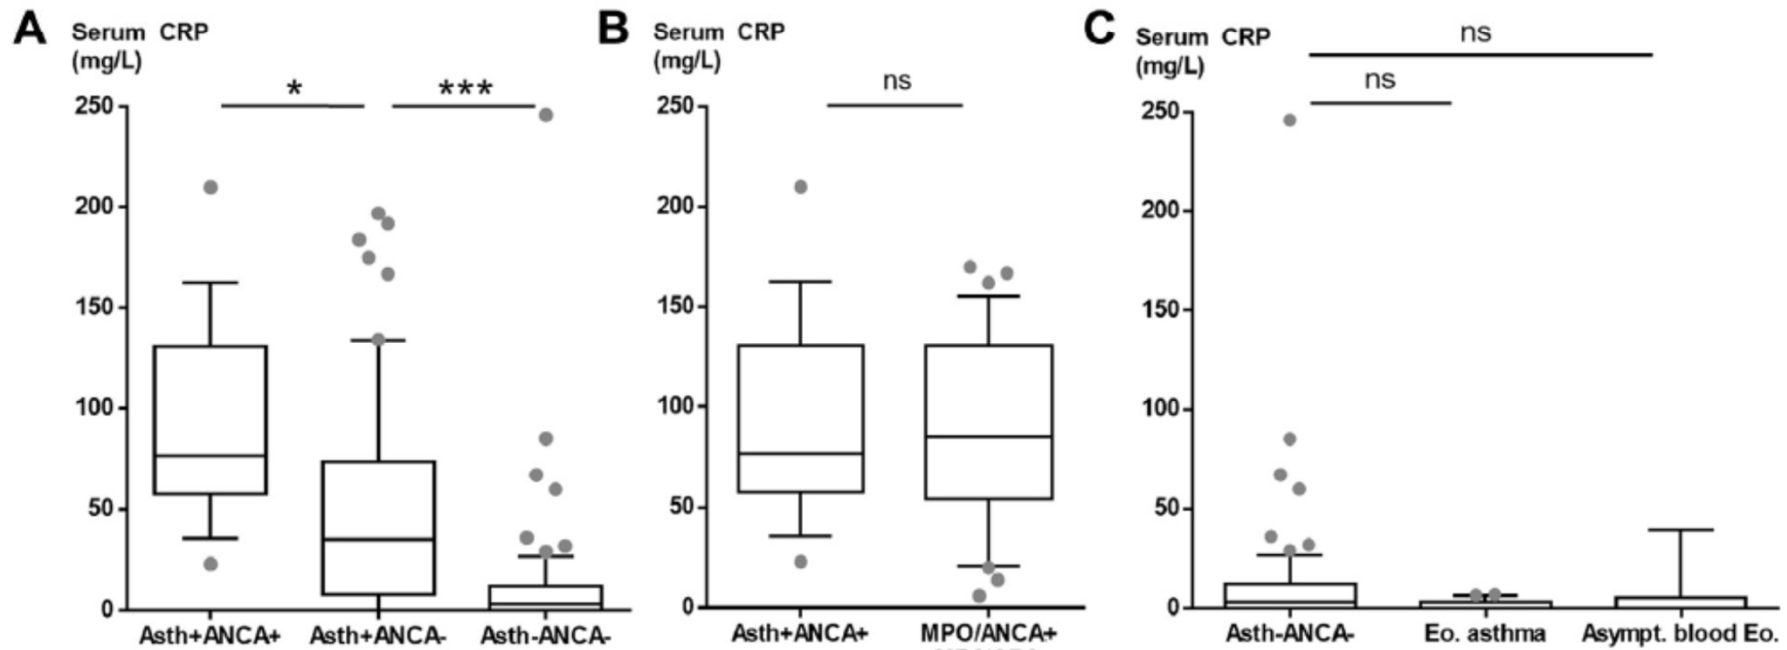 A
Serum CRP
(mg/L)
*
***
250
200
150
100
50
0
Asth+ANCA+
Asth+ANCA-
Asth-ANCA-
B
Serum CRP
(mg/L)
ns
250
200
150
100
50
0
Asth+ANCA+
MPO/ANCA+
C
Serum CRP
(mg/L)
ns
ns
250
200
150
100
50
0
Asth-ANCA-
Eo. asthma
Asympt. blood Eo.